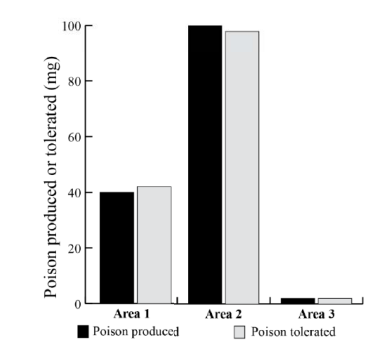 Poison produced or tolerated (mg)
100
80
60
40
20
0
Area 1 Area 2 Area 3
Poison produced Poison tolerated